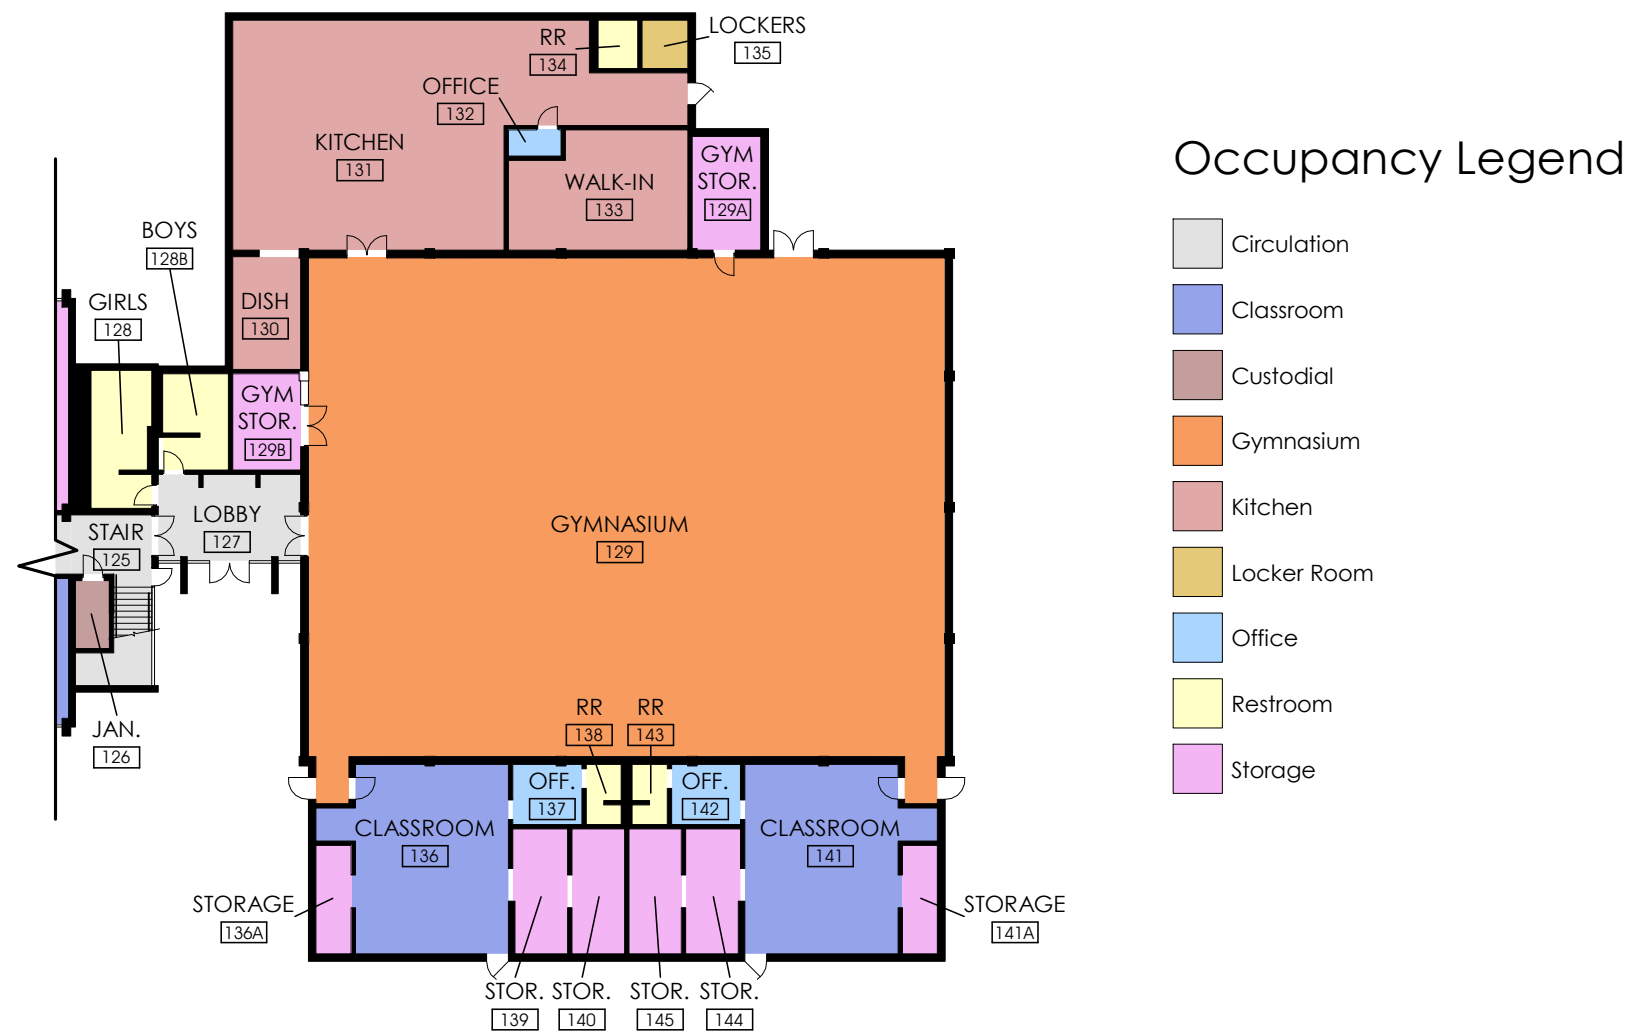 RR
134
LOCKERS
135
OFFICE
132
KITCHEN
131
GYM
STOR.
129A
WALK-IN
133
BOYS
128B
GIRLS
128
DISH
130
GYM
STOR.
129B
LOBBY
127
STAIR
125
GYMNASIUM
129
JAN.
126
RR
138
RR
143
OFF.
137
OFF.
142
CLASSROOM
136
CLASSROOM
141
STORAGE
136A
STORAGE
141A
STOR.
139
STOR.
140
STOR.
145
STOR.
144
Occupancy Legend
Circulation
Classroom
Custodial
Gymnasium
Kitchen
Locker Room
Office
Restroom
Storage